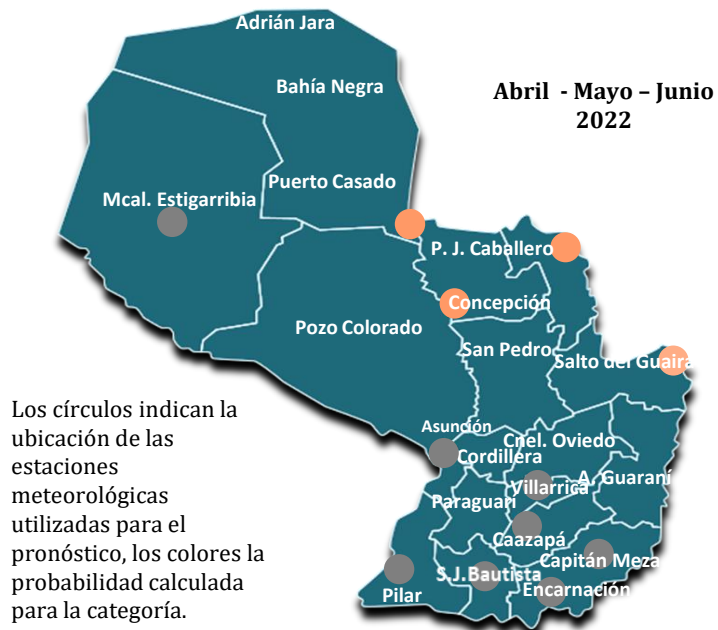 Adrián Jara
Bahía Negra
Abril - Mayo – Junio
2022
Puerto Casado
Mcal. Estigarribia
P. J. Caballero
Concepción
Pozo Colorado
San Pedro
Salto del Guairá
Los círculos indican la
ubicación de las
estaciones
meteorológicas
utilizadas para el
pronóstico, los colores la
probabilidad calculada
para la categoría.
Asunción
Cnel. Oviedo
Cordillera
A. Guaraní
Villarrica
Paraguarí
Caazapá
Capitán Meza
S.J.Bautista
Encarnación
Pilar